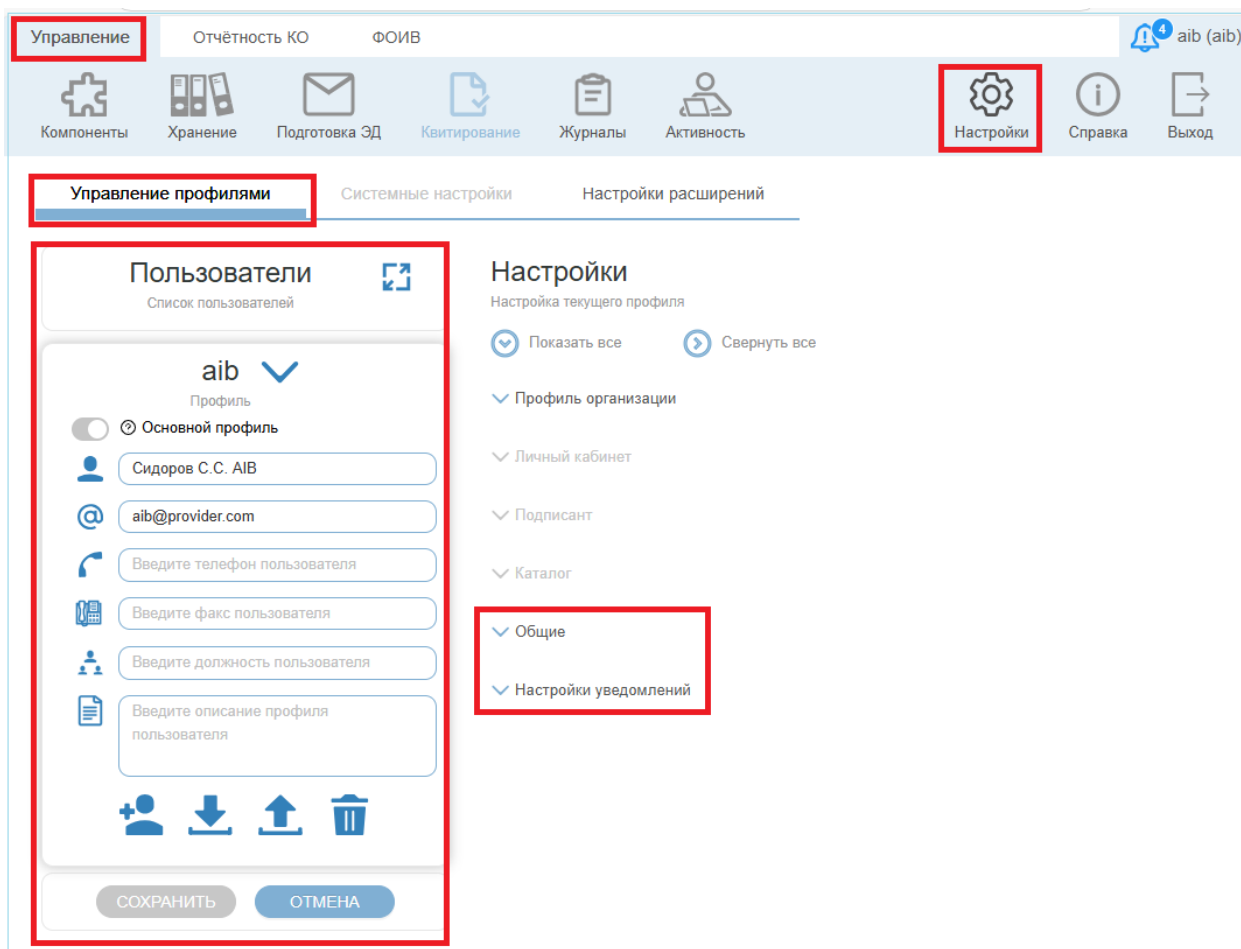 Управление Отчётность КО ФОИВ 4 aib (aib)
Компоненты Хранение Подготовка ЭД Квитирование Журналы Активность Настройки Справка Выход
Управление профилями Системные настройки Настройки расширений
Пользователи
Список пользователей
aib
Профиль
Основной профиль
Сидоров С.С. AIB
aib@provider.com
Введите телефон пользователя
Введите факс пользователя
Введите должность пользователя
Введите описание профиля
пользователя
СОХРАНИТЬ ОТМЕНА
Настройки
Настройка текущего профиля
Показать все Свернуть все
Профиль организации
Личный кабинет
Подписант
Каталог
Общие
Настройки уведомлений